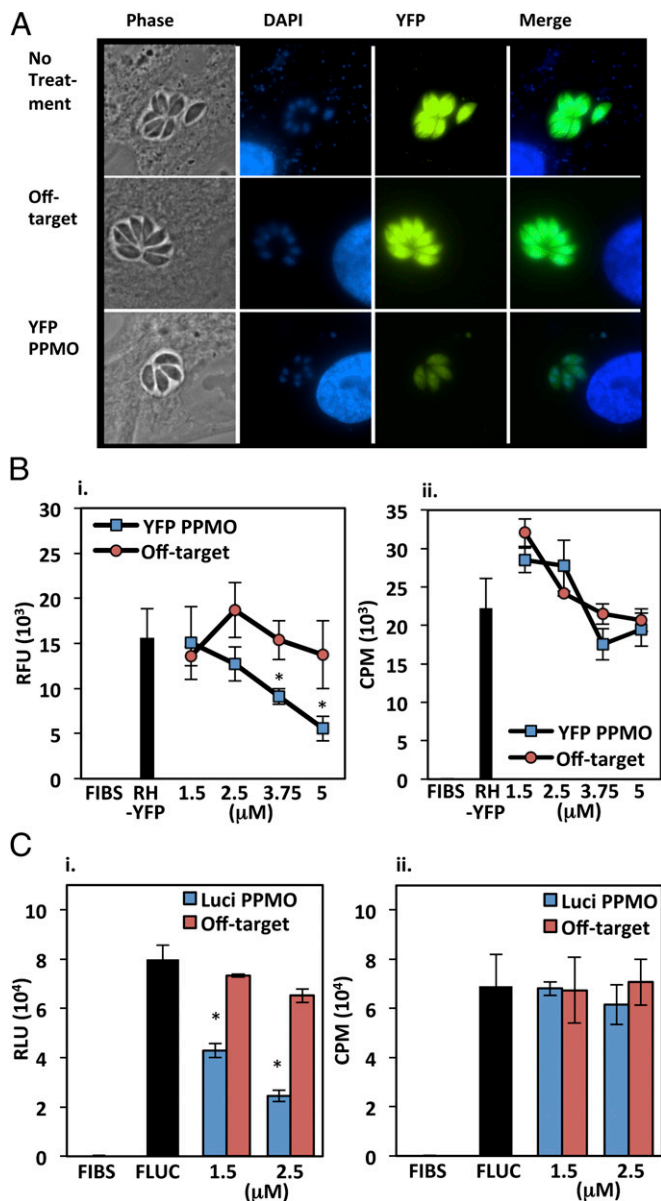 A
Phase DAPI YFP Merge
No
Treat-
ment
Off-
target
YFP
PPMO
B
i.
30
25
20
15
10
5
0
RFU (10³)
YFP PPMO
Off-target
*
*
FIBS RH 1.5 2.5 3.75 5
-YFP (μM)
ii.
35
30
25
20
15
10
5
0
CPM (10³)
YFP PPMO
Off-target
FIBS RH 1.5 2.5 3.75 5
-YFP (μM)
C
i.
10
8
6
4
2
0
RLU (10⁴)
Luci PPMO
Off-target
*
*
FIBS FLUC 1.5 2.5
(μM)
ii.
10
8
6
4
2
0
CPM (10⁴)
Luci PPMO
Off-target
FIBS FLUC 1.5 2.5
(μM)